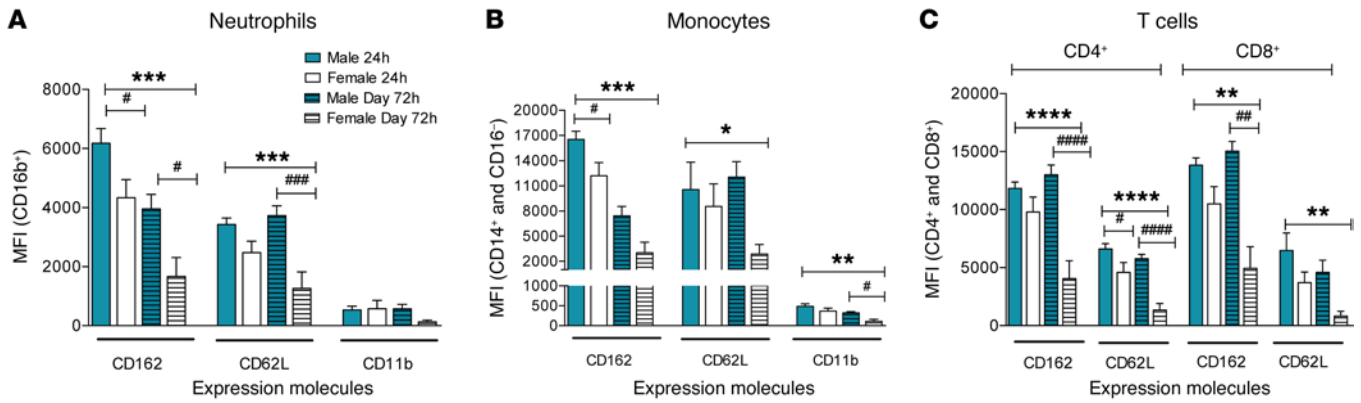 A
Neutrophils
MFI (CD16b⁺)
8000
6000
4000
2000
0
***
#
#
***
###
Male 24h
Female 24h
Male Day 72h
Female Day 72h
CD162
CD62L
CD11b
Expression molecules
B
Monocytes
MFI (CD14⁺ and CD16⁻)
20000
17000
14000
11000
8000
5000
2000
1000
500
0
***
#
*
**
#
CD162
CD62L
CD11b
Expression molecules
C
T cells
CD4⁺
CD8⁺
MFI (CD4⁺ and CD8⁺)
20000
15000
10000
5000
0
****
####
****
#
####
**
##
**
CD162
CD62L
CD162
CD62L
Expression molecules